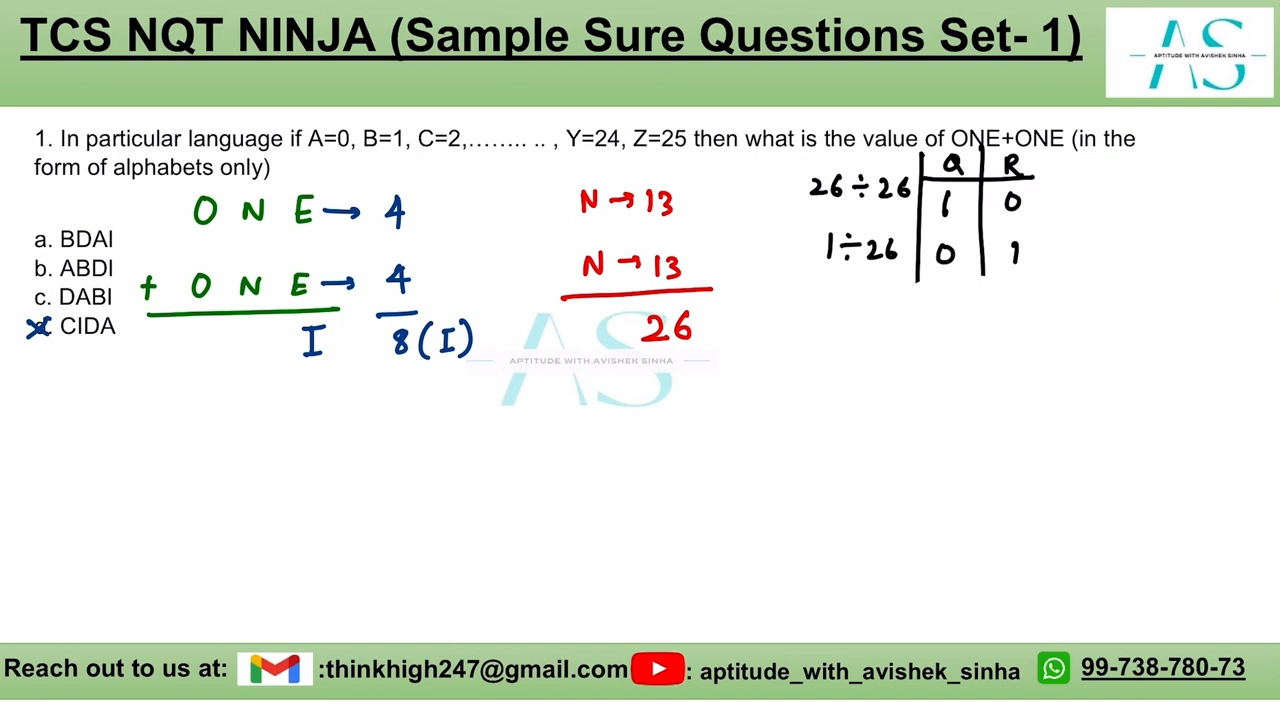 TCS NQT NINJA (Sample Sure Questions Set- 1)
AS
APTITUDE WITH AVISHEK SINHA
1. In particular language if A=0, B=1, C=2,…….. .. , Y=24, Z=25 then what is the value of ONE+ONE (in the
form of alphabets only)
a. BDAI
b. ABDI
c. DABI
CIDA
O N E → 4
+ O N E → 4
I 8 (I)
N → 13
N → 13
26
Q R
26 ÷ 26 1 0
1 ÷ 26 0 1
AS
APTITUDE WITH AVISHEK SINHA
Reach out to us at: :thinkhigh247@gmail.com : aptitude_with_avishek_sinha 99-738-780-73